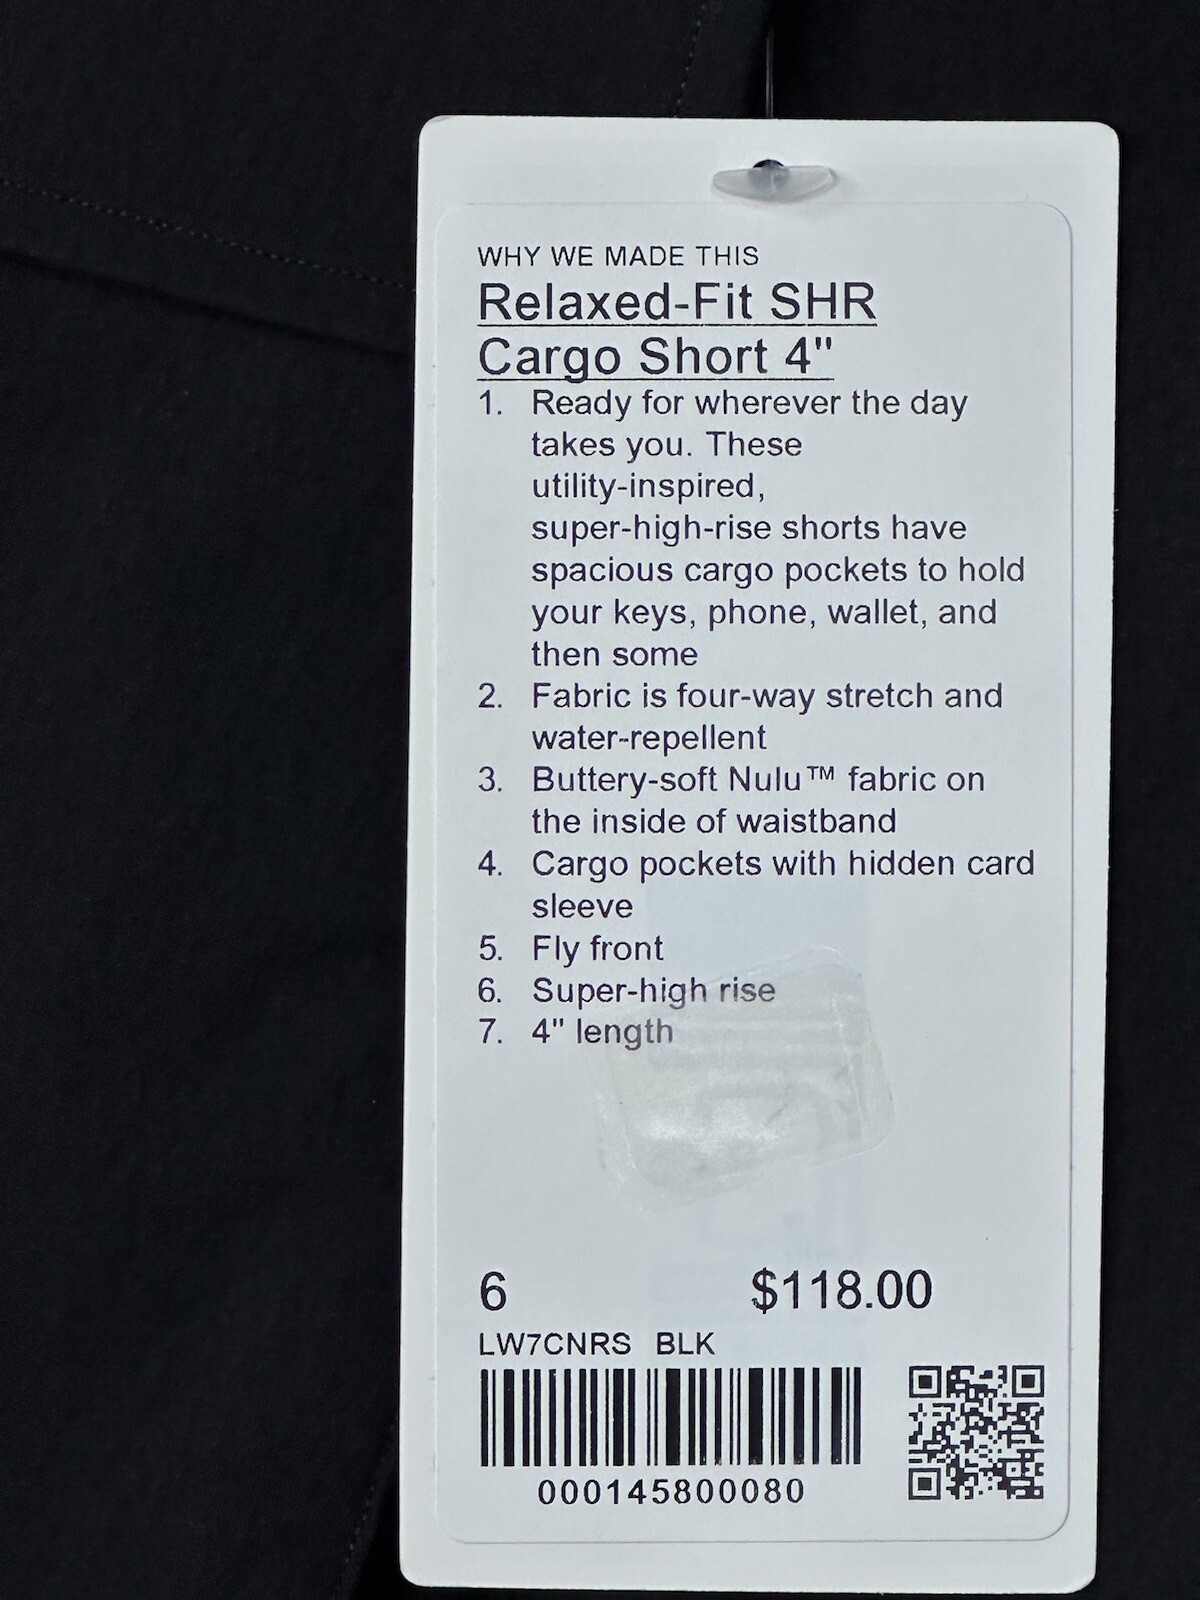 WHY WE MADE THIS
Relaxed-Fit SHR
Cargo Short 4"
1. Ready for wherever the day
takes you. These
utility-inspired,
super-high-rise shorts have
spacious cargo pockets to hold
your keys, phone, wallet, and
then some
2. Fabric is four-way stretch and
water-repellent
3. Buttery-soft Nulu™ fabric on
the inside of waistband
4. Cargo pockets with hidden card
sleeve
5. Fly front
6. Super-high rise
7. 4" length
6 $118.00
LW7CNRS BLK
000145800080